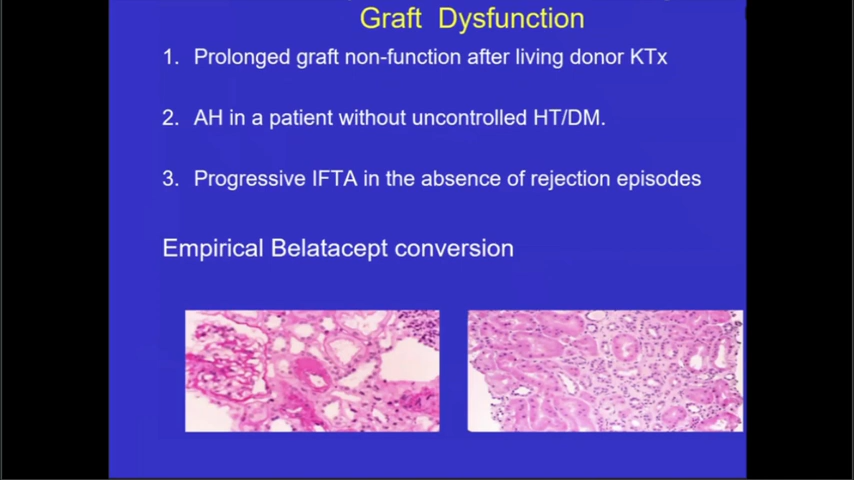 Graft Dysfunction
1. Prolonged graft non-function after living donor KTx
2. AH in a patient without uncontrolled HT/DM.
3. Progressive IFTA in the absence of rejection episodes
Empirical Belatacept conversion